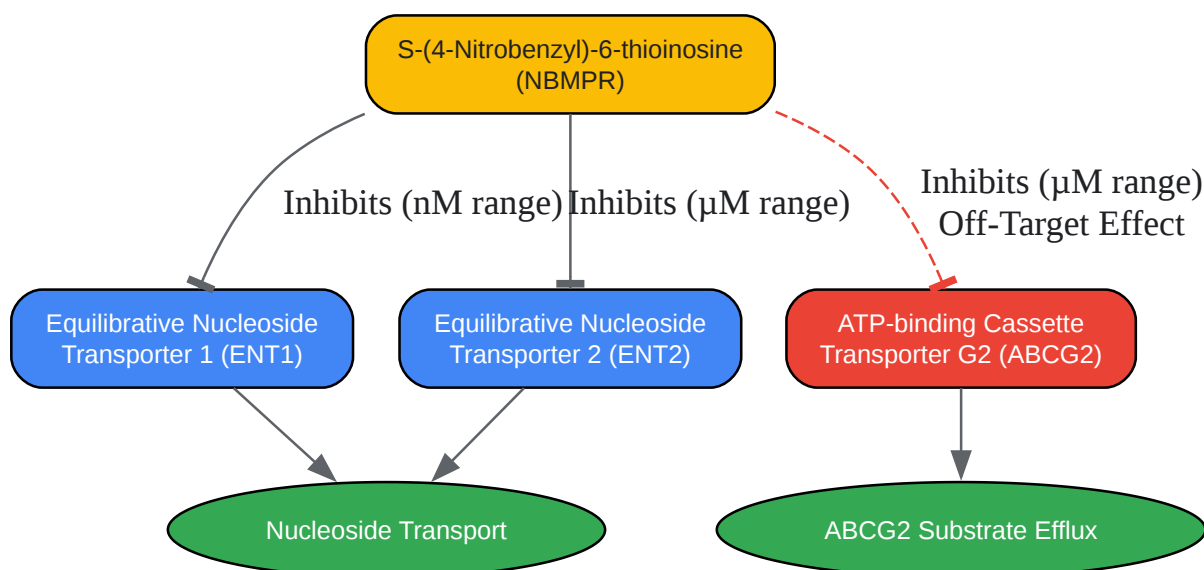 S-(4-Nitrobenzyl)-6-thioinosine
(NBMPR)
Inhibits (nM range)
Inhibits (µM range)
Inhibits (µM range)
Off-Target Effect
Equilibrative Nucleoside
Transporter 1 (ENT1)
Equilibrative Nucleoside
Transporter 2 (ENT2)
ATP-binding Cassette
Transporter G2 (ABCG2)
Nucleoside Transport
ABCG2 Substrate Efflux